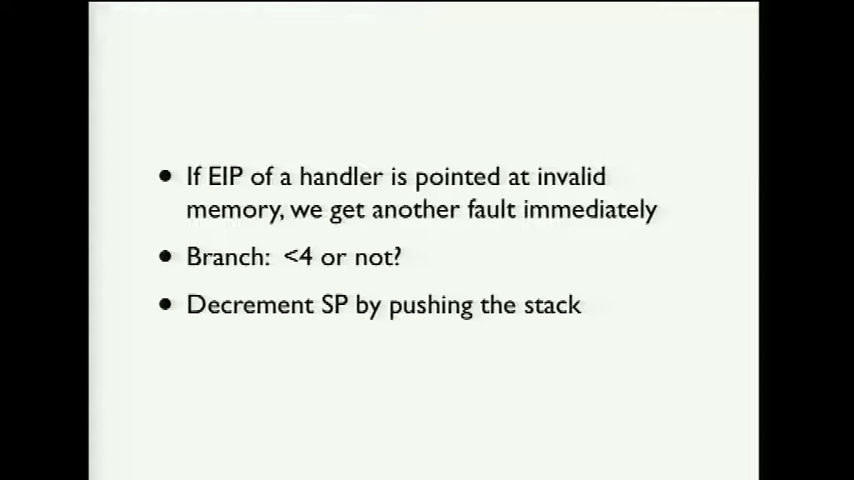 • If EIP of a handler is pointed at invalid
memory, we get another fault immediately
• Branch: <4 or not?
• Decrement SP by pushing the stack